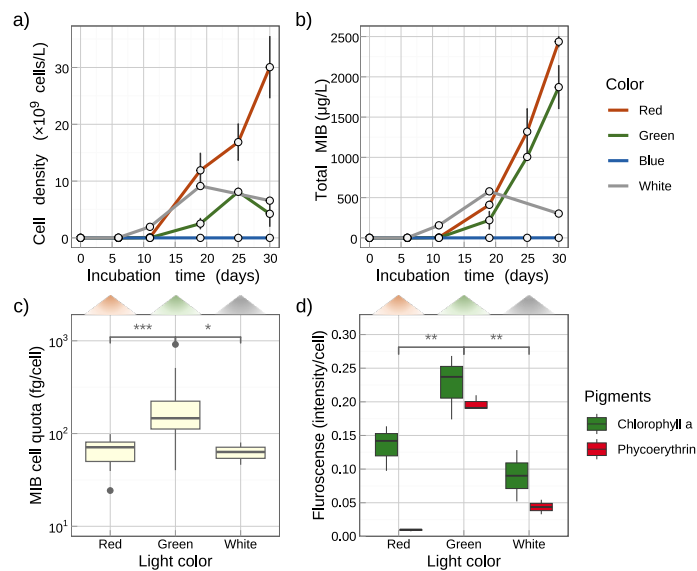 a)
Cell density (×10⁹ cells/L)
30
20
10
0
0 5 10 15 20 25 30
Incubation time (days)
b)
Total MIB (µg/L)
2500
2000
1500
1000
500
0
0 5 10 15 20 25 30
Incubation time (days)
Color
Red
Green
Blue
White
c)
MIB cell quota (fg/cell)
10³
10²
10¹
***
*
Red Green White
Light color
d)
Fluroscense (intensity/cell)
0.30
0.25
0.20
0.15
0.10
0.05
0.00
**
**
Red Green White
Light color
Pigments
Chlorophyll a
Phycoerythrin